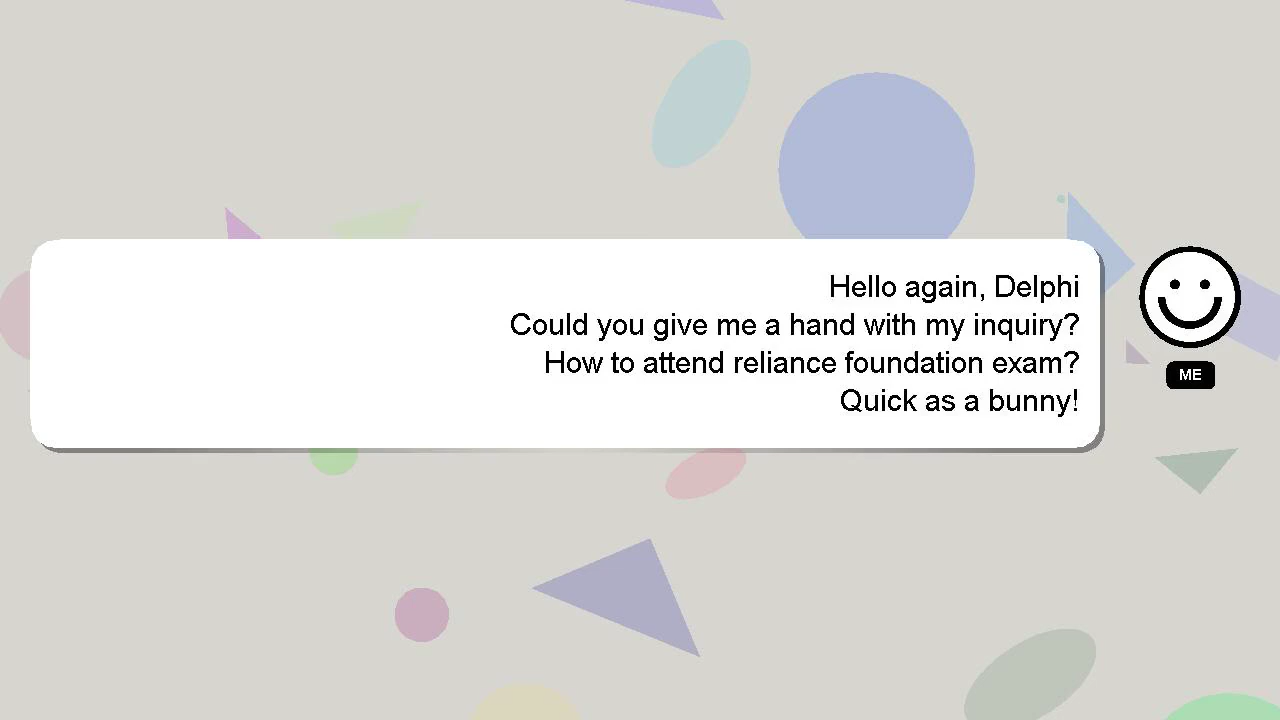 Hello again, Delphi
Could you give me a hand with my inquiry?
How to attend reliance foundation exam?
Quick as a bunny!
ME